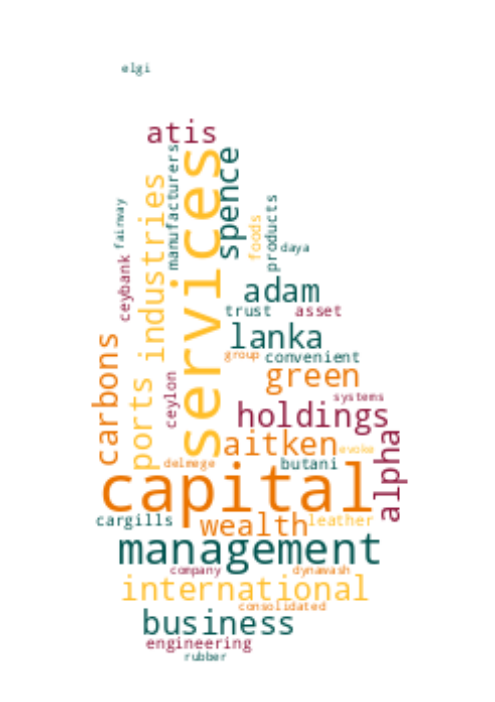 elgi
atis
manufacturers
services
spence
industries
fairway
ceybank
foods
products
daya
adam
trust
asset
lanka
group
convenient
green
carbons
ports
ceylon
systems
holdings
aitken
evoke
alpha
delmege
butani
capital
cargills
wealth
leather
management
company
dynawash
international
consolidated
business
engineering
rubber